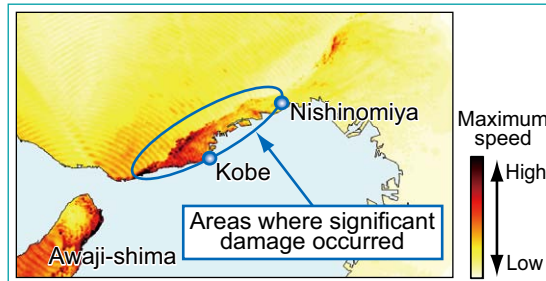 Nishinomiya
Kobe
Areas where significant
damage occurred
Awaji-shima
Maximum
speed
High
Low